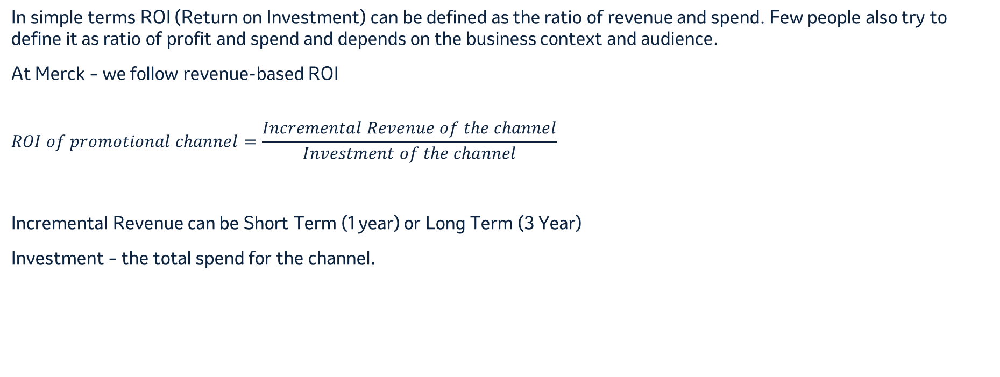 In simple terms ROI (Return on Investment) can be defined as the ratio of revenue and spend. Few people also try to
define it as ratio of profit and spend and depends on the business context and audience.
At Merck – we follow revenue-based ROI
ROI of promotional channel = Incremental Revenue of the channel
Investment of the channel
Incremental Revenue can be Short Term (1 year) or Long Term (3 Year)
Investment – the total spend for the channel.